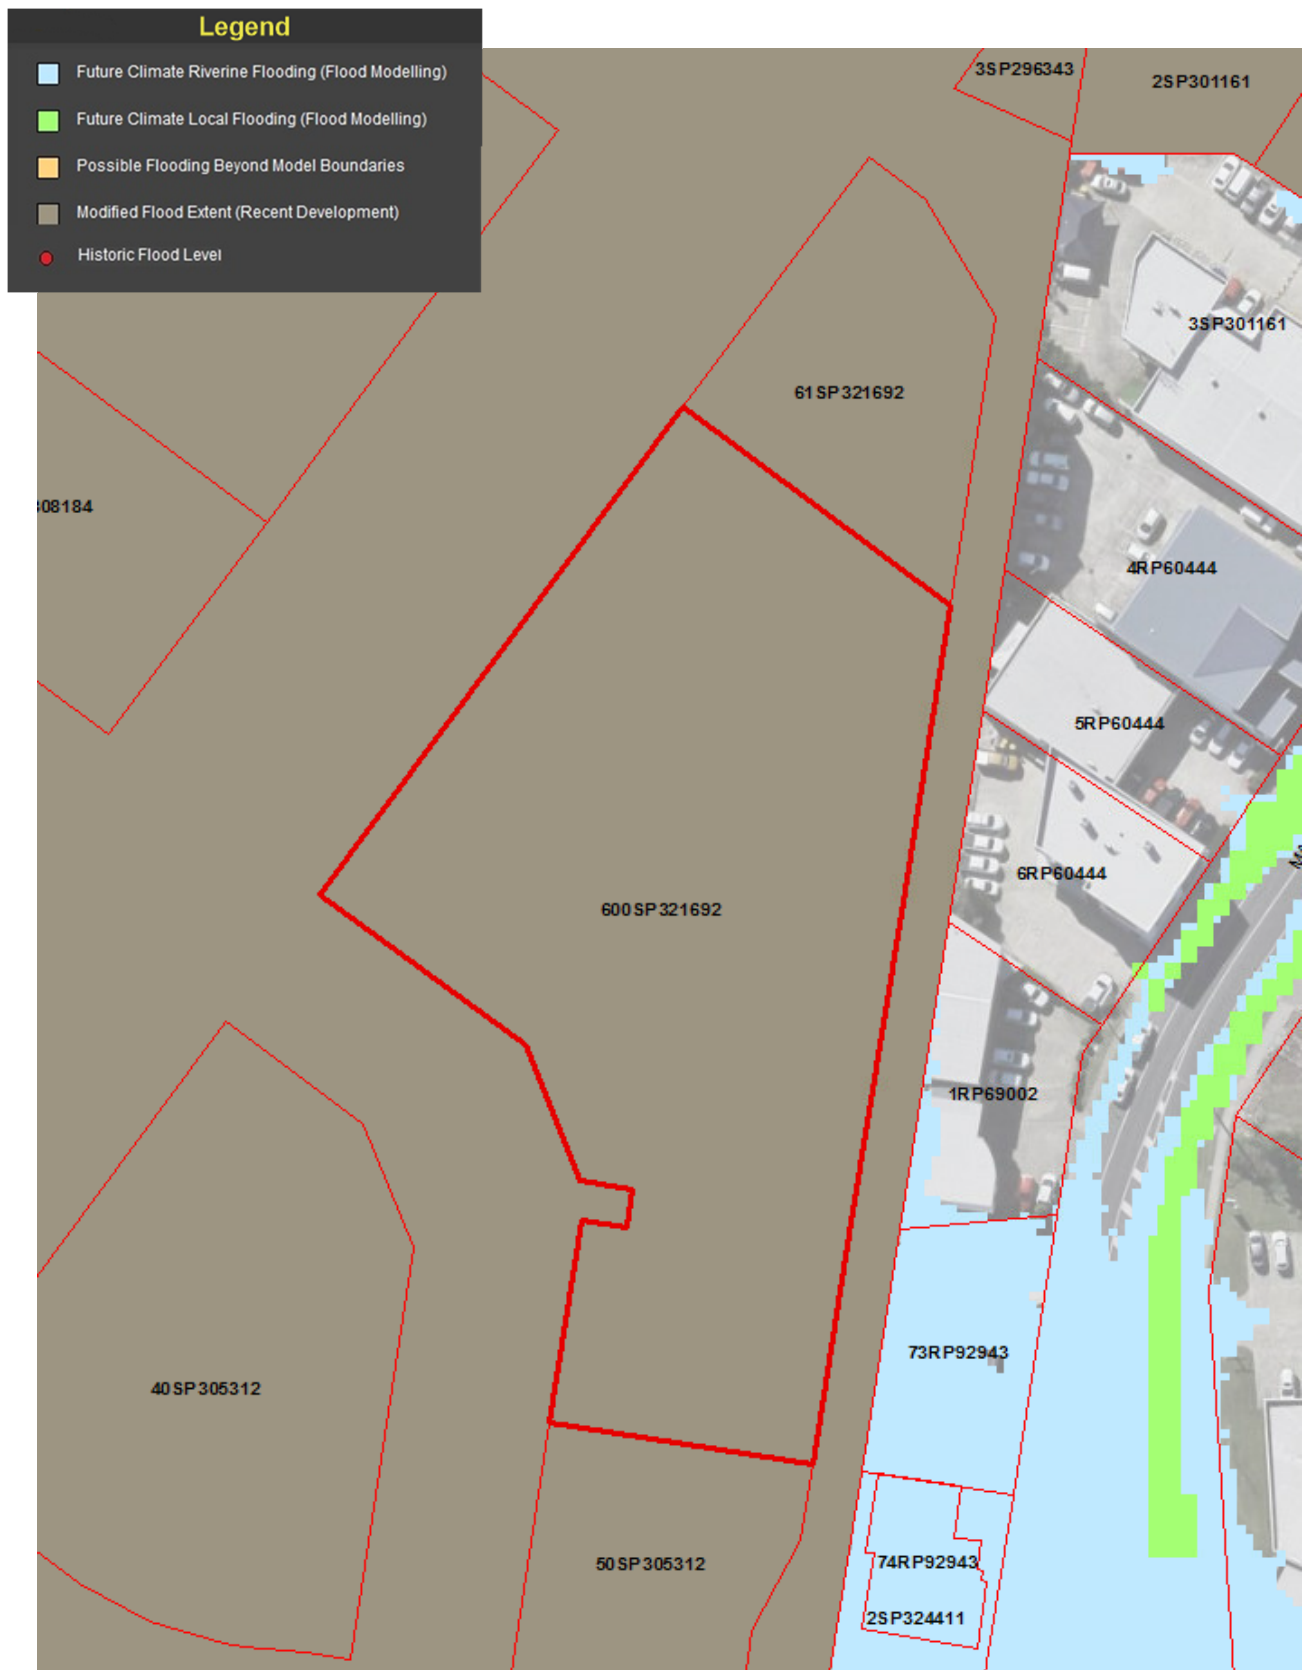 Legend
Future Climate Riverine Flooding (Flood Modelling)
Future Climate Local Flooding (Flood Modelling)
Possible Flooding Beyond Model Boundaries
Modified Flood Extent (Recent Development)
Historic Flood Level
3SP296343
2SP301161
3SP301161
61SP321692
08184
4RP60444
5RP60444
6RP60444
600SP321692
1RP69002
73RP92943
40SP305312
50SP305312
74RP92943
2SP324411